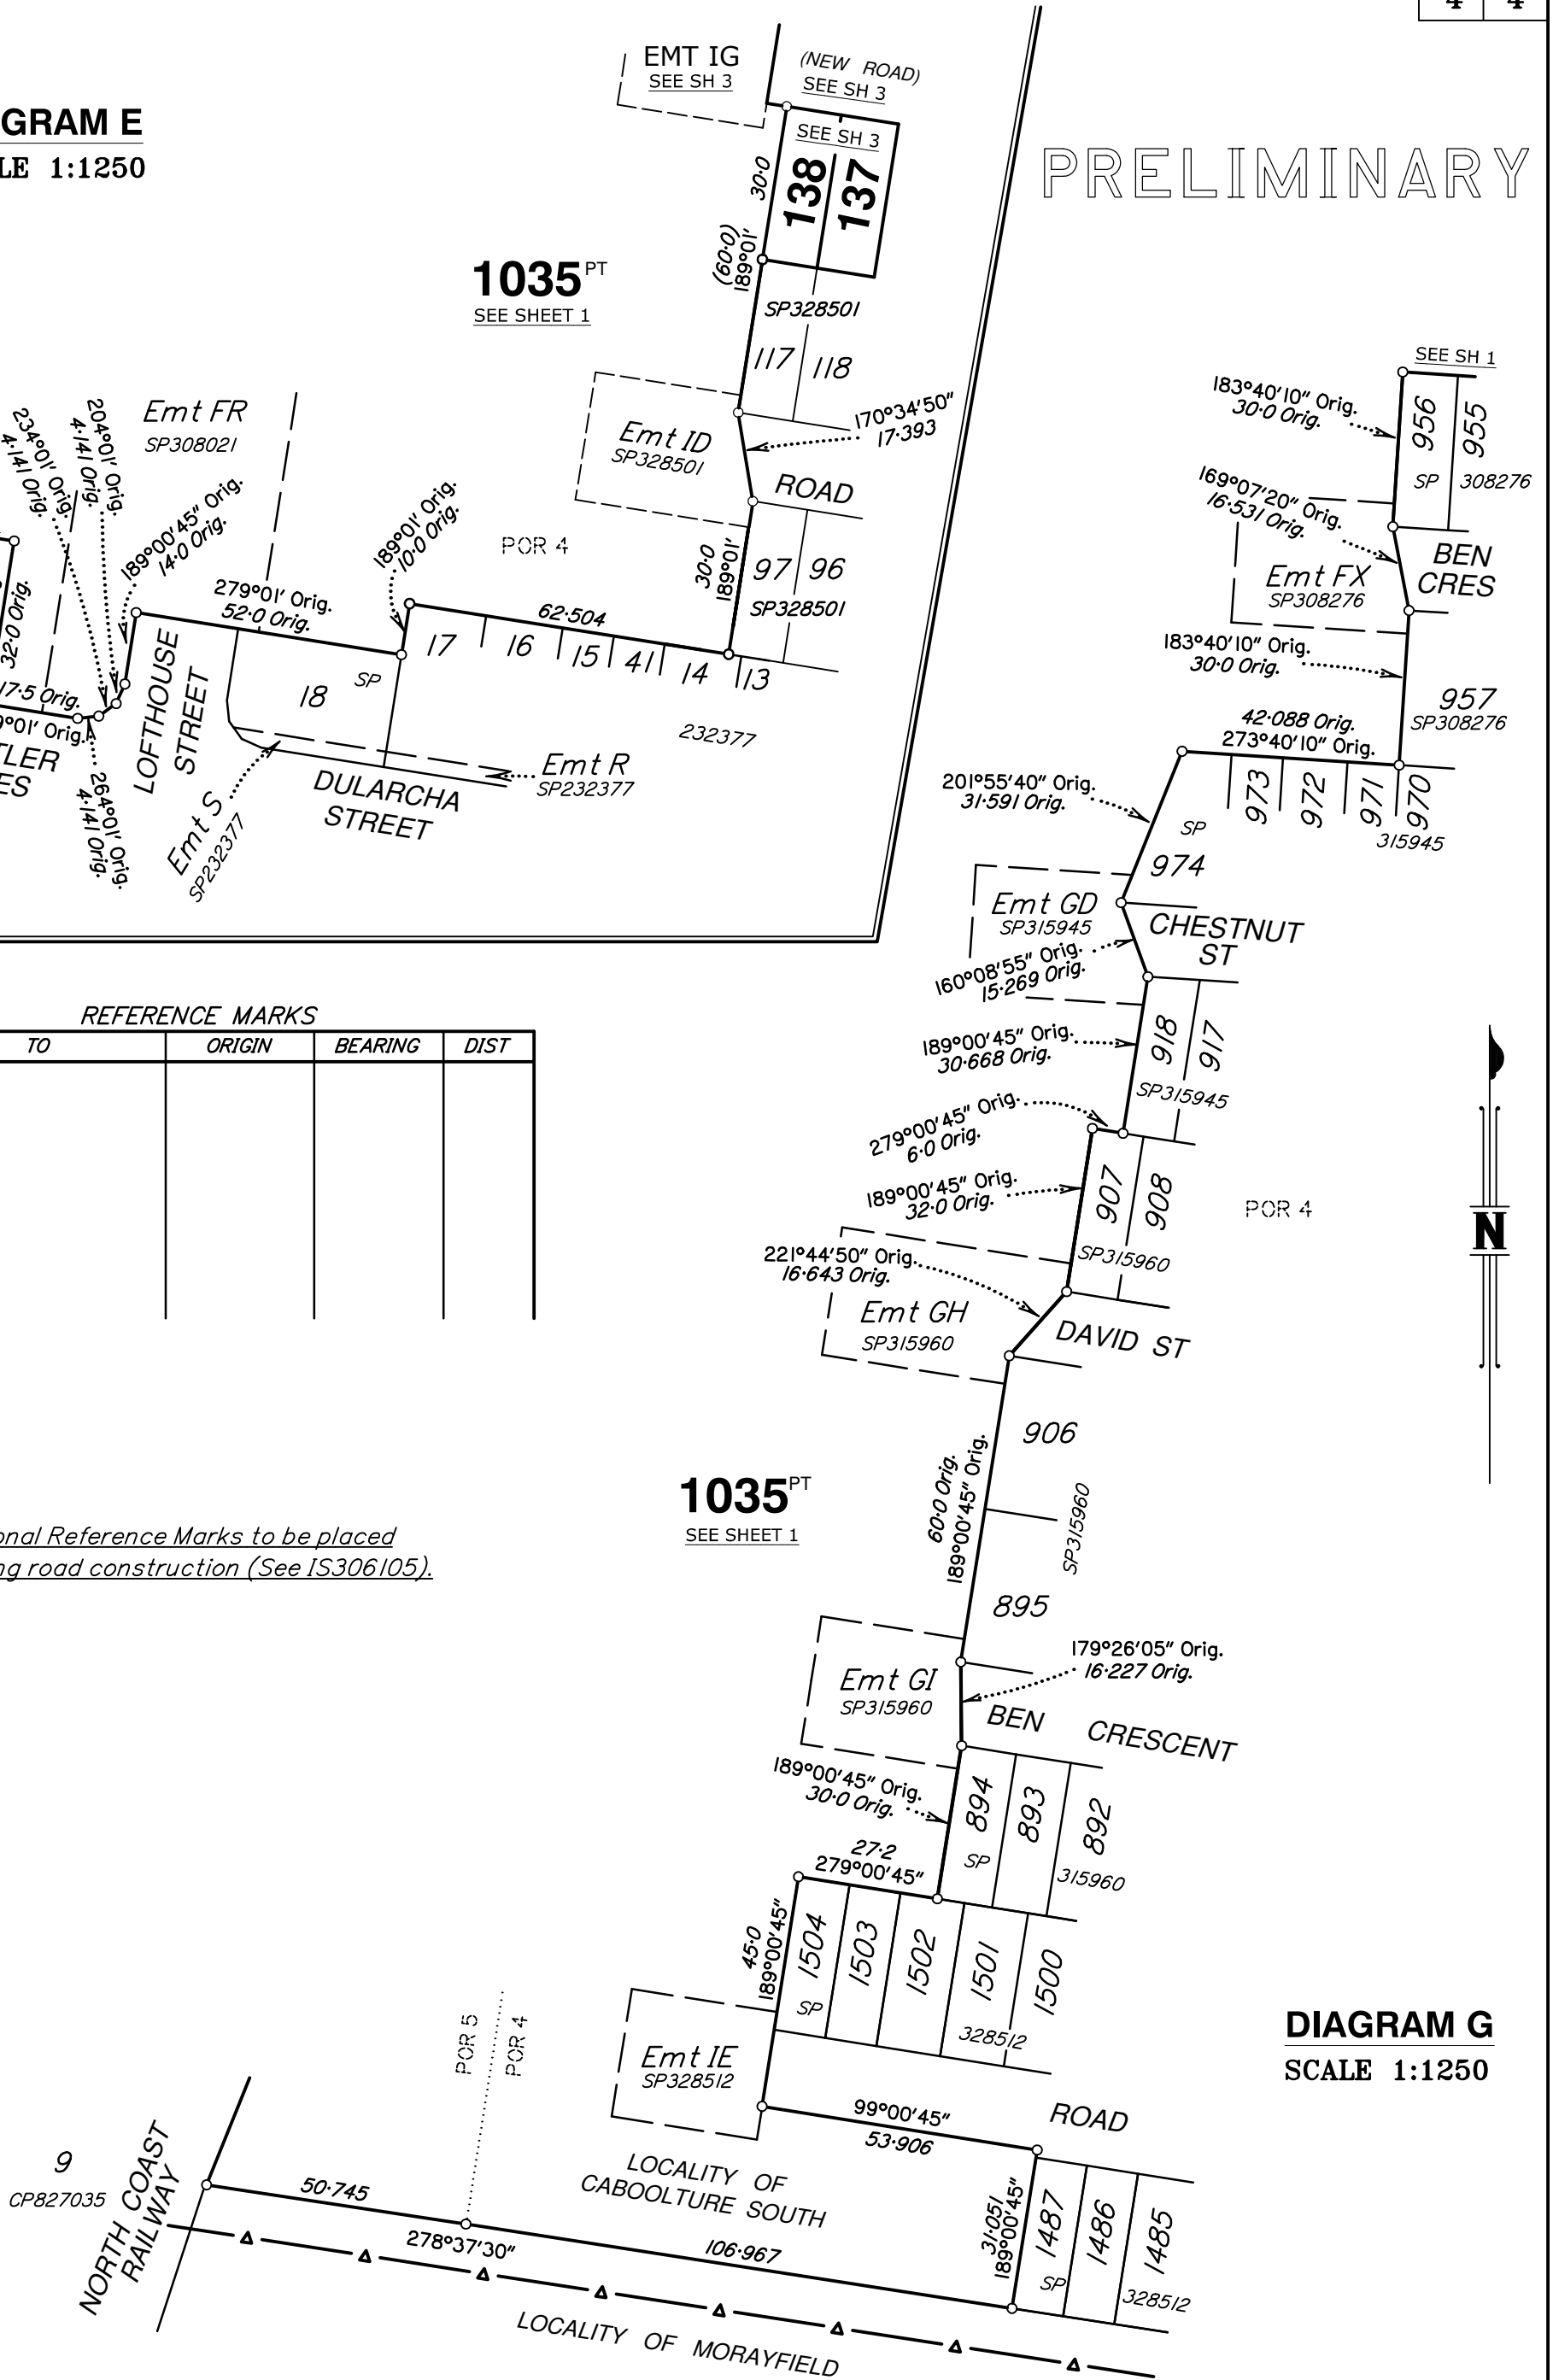 4 4
GRAM E
LE 1:1250
PRELIMINARY
EMT IG
SEE SH 3
(NEW ROAD)
SEE SH 3
SEE SH 3
138
137
30·0
(60·0)
189°01'
1035 PT
SEE SHEET 1
SP328501
117
118
170°34'50"
17·393
Emt ID
SP328501
ROAD
30·0
189°01'
97
96
SP328501
POR 4
Emt FR
SP308021
234°01' Orig.
4·141 Orig.
204°01' Orig.
4·141 Orig.
189°00'45" Orig.
14·0 Orig.
189°01' Orig.
10·0 Orig.
279°01' Orig.
52·0 Orig.
62·504
17
16
15
41
14
13
232377
32·0 Orig.
17·5 Orig.
9°01' Orig.
TLER
ES
264°01' Orig.
4·141 Orig.
LOFTHOUSE
STREET
18
SP
Emt R
SP232377
Emt S
SP232377
DULARCHA
STREET
SEE SH 1
183°40'10" Orig.
30·0 Orig.
956
955
SP 308276
169°07'20" Orig.
16·531 Orig.
BEN
CRES
Emt FX
SP308276
183°40'10" Orig.
30·0 Orig.
957
SP308276
42·088 Orig.
273°40'10" Orig.
201°55'40" Orig.
31·591 Orig.
973
972
971
970
SP
315945
974
Emt GD
SP315945
CHESTNUT
ST
160°08'55" Orig.
15·269 Orig.
189°00'45" Orig.
30·668 Orig.
918
917
SP315945
279°00'45" Orig.
6·0 Orig.
189°00'45" Orig.
32·0 Orig.
907
908
SP315960
POR 4
221°44'50" Orig.
16·643 Orig.
Emt GH
SP315960
DAVID ST
REFERENCE MARKS
TO ORIGIN BEARING DIST
N
906
60·0 Orig.
189°00'45" Orig.
SP315960
1035 PT
SEE SHEET 1
onal Reference Marks to be placed
ng road construction (See IS306105).
895
179°26'05" Orig.
16·227 Orig.
Emt GI
SP315960
BEN CRESCENT
189°00'45" Orig.
30·0 Orig.
894
893
892
SP
315960
27·2
279°00'45"
45·0
189°00'45"
1504
1503
1502
1501
1500
SP
328512
DIAGRAM G
SCALE 1:1250
POR 5
POR 4
Emt IE
SP328512
99°00'45"
53·906
ROAD
LOCALITY OF
CABOOLTURE SOUTH
9
CP827035
NORTH COAST
RAILWAY
50·745
278°37'30"
106·967
31·051
189°00'45"
1487
1486
1485
SP
328512
LOCALITY OF MORAYFIELD